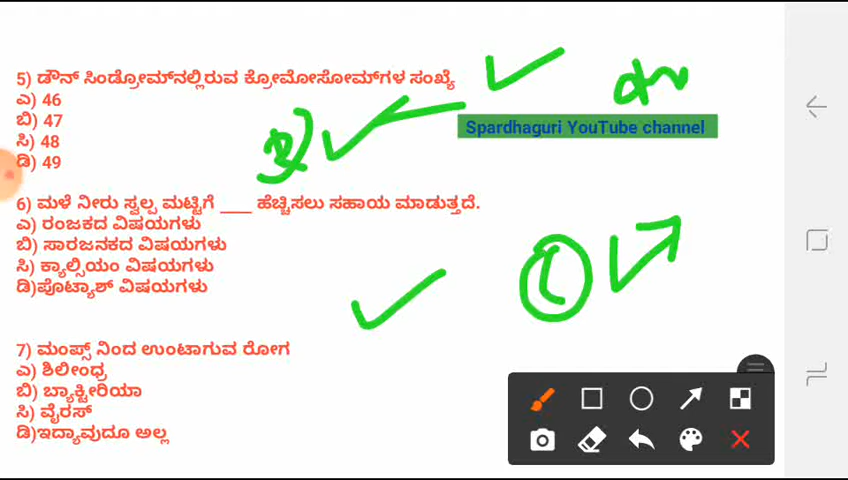 5) ಡೌನ್ ಸಿಂಡ್ರೋಮ್‌ನಲ್ಲಿರುವ ಕ್ರೋಮೋಸೋಮ್‌ಗಳ ಸಂಖ್ಯೆ
ಎ) 46
ಬಿ) 47
ಸಿ) 48
ಡಿ) 49
Spardhaguri YouTube channel
6) ಮಳೆ ನೀರು ಸ್ವಲ್ಪ ಮಟ್ಟಿಗೆ ___ ಹೆಚ್ಚಿಸಲು ಸಹಾಯ ಮಾಡುತ್ತದೆ.
ಎ) ರಂಜಕದ ವಿಷಯಗಳು
ಬಿ) ಸಾರಜನಕದ ವಿಷಯಗಳು
ಸಿ) ಕ್ಯಾಲ್ಸಿಯಂ ವಿಷಯಗಳು
ಡಿ)ಪೊಟ್ಯಾಶ್ ವಿಷಯಗಳು
7) ಮಂಪ್ಸ್ ನಿಂದ ಉಂಟಾಗುವ ರೋಗ
ಎ) ಶಿಲೀಂಧ್ರ
ಬಿ) ಬ್ಯಾಕ್ಟೀರಿಯಾ
ಸಿ) ವೈರಸ್
ಡಿ)ಇದ್ಯಾವುದೂ ಅಲ್ಲ